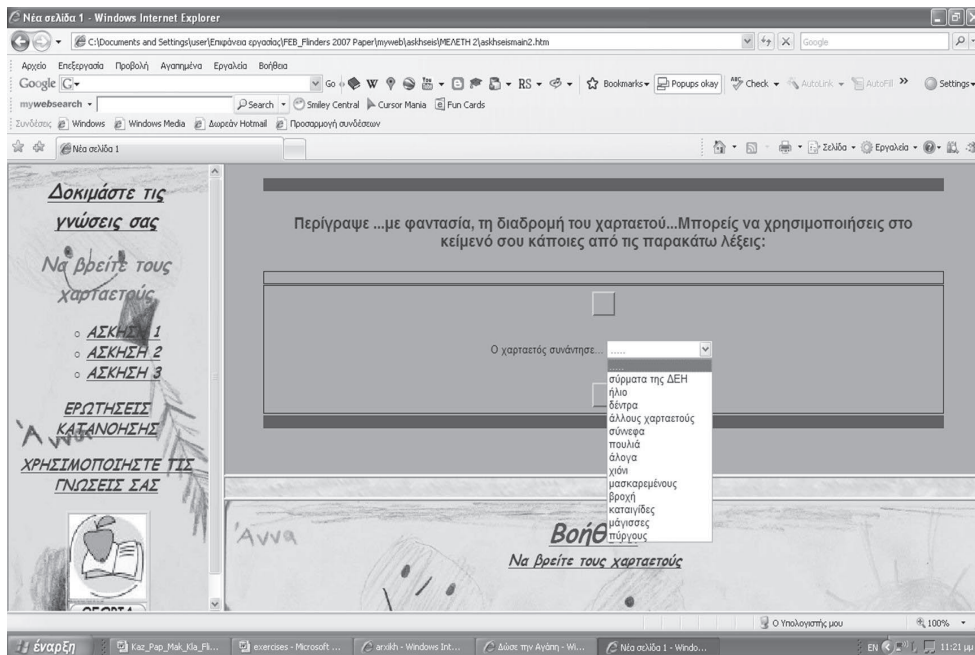 Νέα σελίδα 1 - Windows Internet Explorer
C:\Documents and Settings\user\Επιφάνεια εργασίας\FEB_Flinders 2007 Paper\myweb\askhseis\ΜΕΛΕΤΗ 2\askhseismain2.htm
Google
Αρχείο Επεξεργασία Προβολή Αγαπημένα Εργαλεία Βοήθεια
Google G Go W RS Bookmarks Popups okay Check AutoLink AutoFill Settings
mywebsearch Search Smiley Central Cursor Mania Fun Cards
Συνδέσεις Windows Windows Media Δωρεάν Hotmail Προσαρμογή συνδέσεων
Νέα σελίδα 1 Σελίδα Εργαλεία
Δοκιμάστε τις
γνώσεις σας
Να βρείτε τους
χαρταετούς
ΑΣΚΗΣΗ 1
ΑΣΚΗΣΗ 2
ΑΣΚΗΣΗ 3
ΕΡΩΤΗΣΕΙΣ
ΚΑΤΑΝΟΗΣΗΣ
Άννα
ΧΡΗΣΙΜΟΠΟΙΗΣΤΕ ΤΙΣ
ΓΝΩΣΕΙΣ ΣΑΣ
Περίγραψε ...με φαντασία, τη διαδρομή του χαρταετού...Μπορείς να χρησιμοποιήσεις στο
κείμενό σου κάποιες από τις παρακάτω λέξεις:
Ο χαρταετός συνάντησε... .....
.....
σύρματα της ΔΕΗ
ήλιο
δέντρα
άλλους χαρταετούς
σύννεφα
πουλιά
άλογα
χιόνι
μασκαρεμένους
βροχή
καταιγίδες
μάγισσες
πύργους
Άννα
Να βρείτε τους χαρταετούς
Ο Υπολογιστής μου 100%
έναρξη Kaz_Pap_Mak_Kla_Fli... exercises - Microsoft ... arxikh - Windows Int... Δώσε την Αγάπη - Wi... Νέα σελίδα 1 - Windo... EN 11:21 μμ